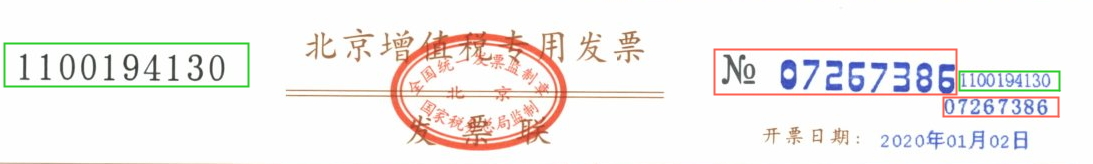 1100194130
北京增值税专用发票
全国统一发票监制章
北京
国家税务总局监制
发票联
№ 07267386
1100194130
07267386
开票日期: 2020年01月02日